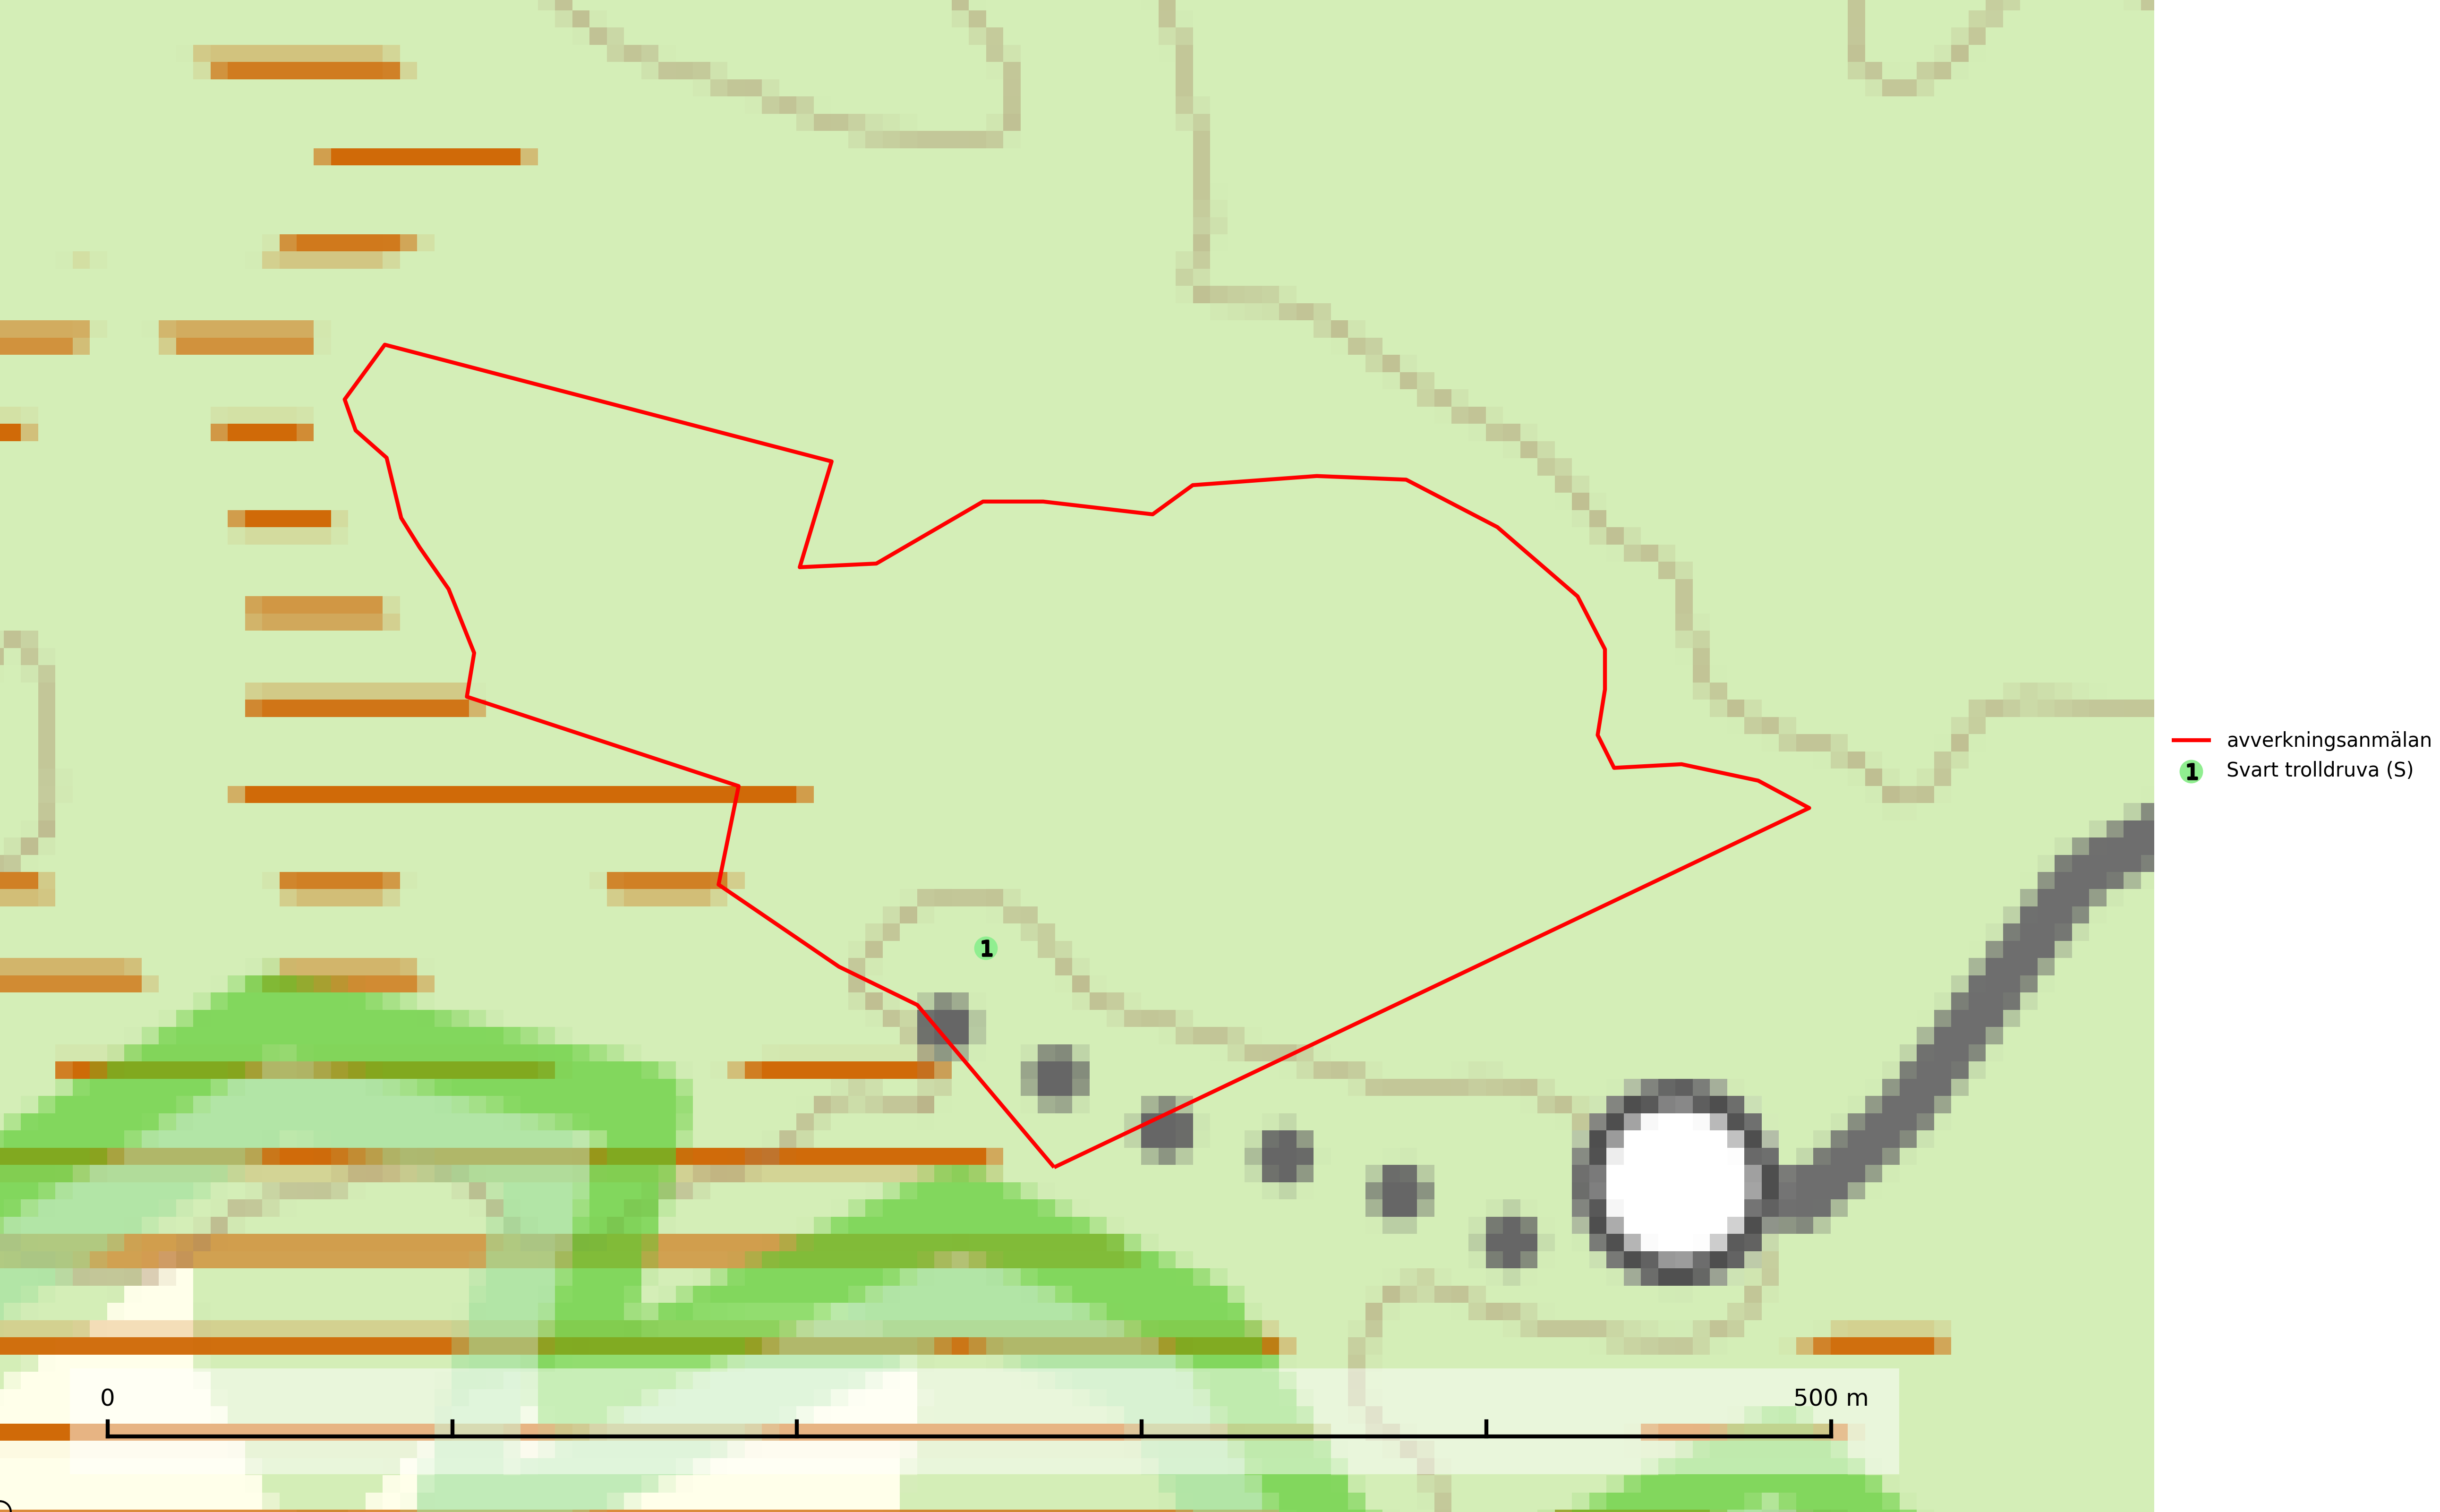 avverkningsanmälan
1 Svart trolldruva (S)
1
0 500 m